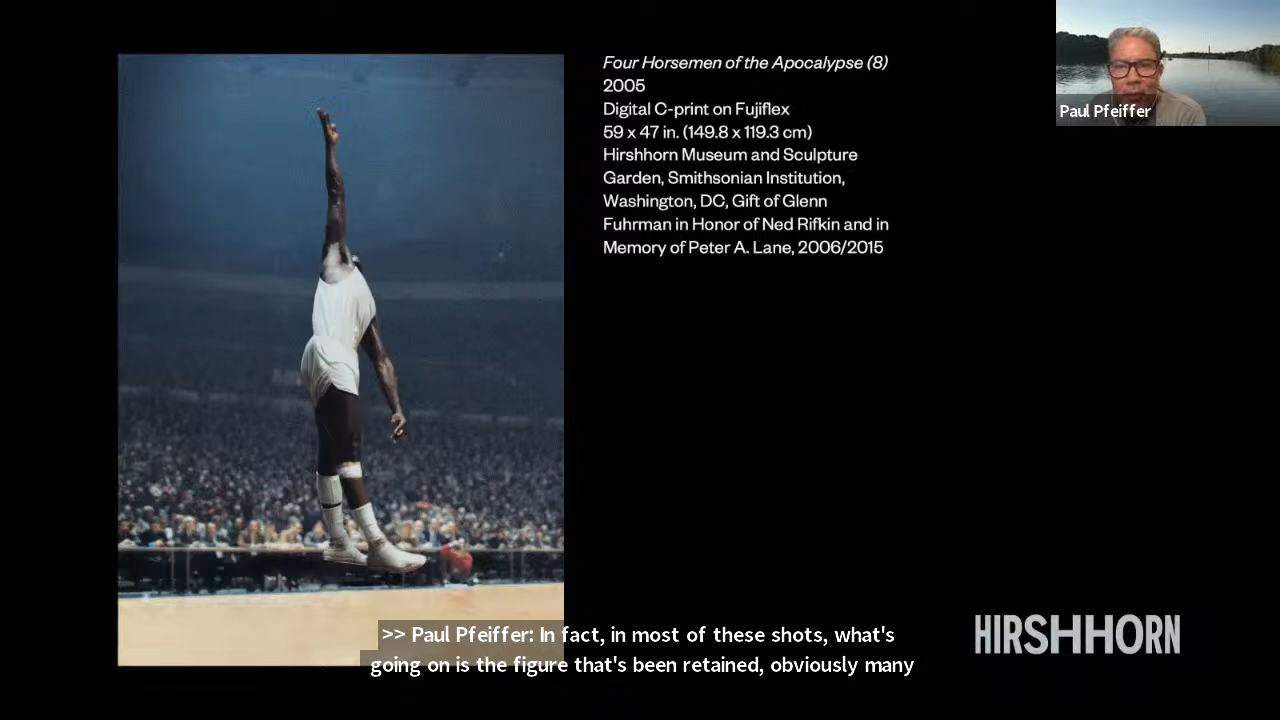 Four Horsemen of the Apocalypse (8)
2005
Digital C-print on Fujiflex
59 x 47 in. (149.8 x 119.3 cm)
Hirshhorn Museum and Sculpture
Garden, Smithsonian Institution,
Washington, DC, Gift of Glenn
Fuhrman in Honor of Ned Rifkin and in
Memory of Peter A. Lane, 2006/2015
Paul Pfeiffer
HIRSHHORN
>> Paul Pfeiffer: In fact, in most of these shots, what's
going on is the figure that's been retained, obviously many